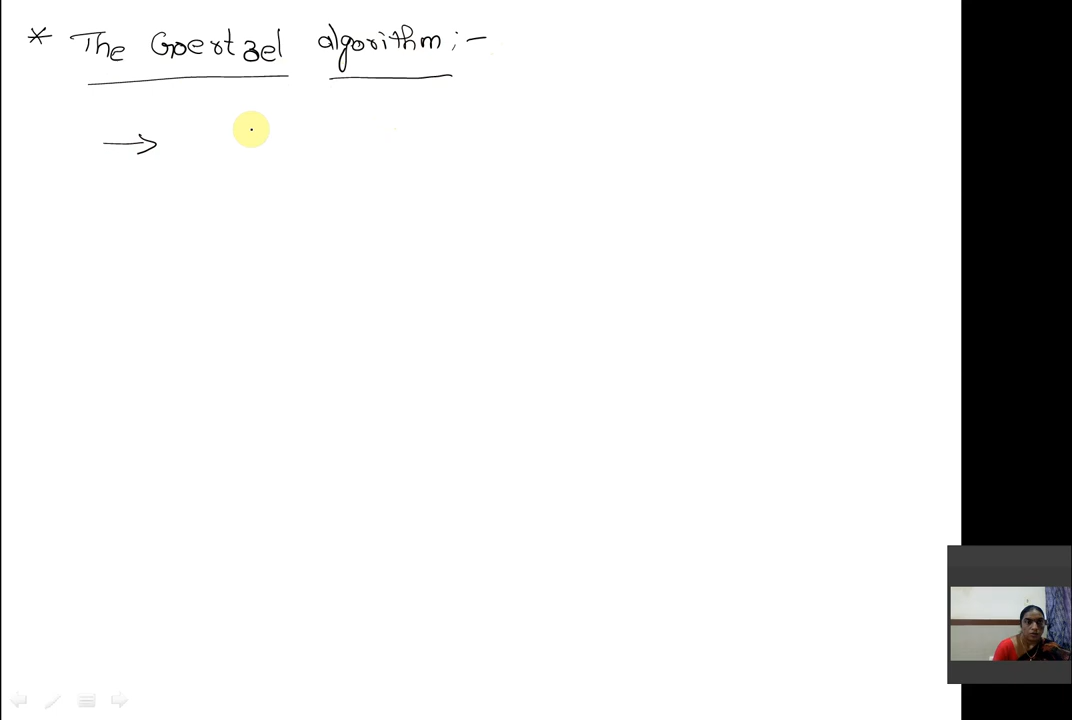 * The Goertzel algorithm :-
→